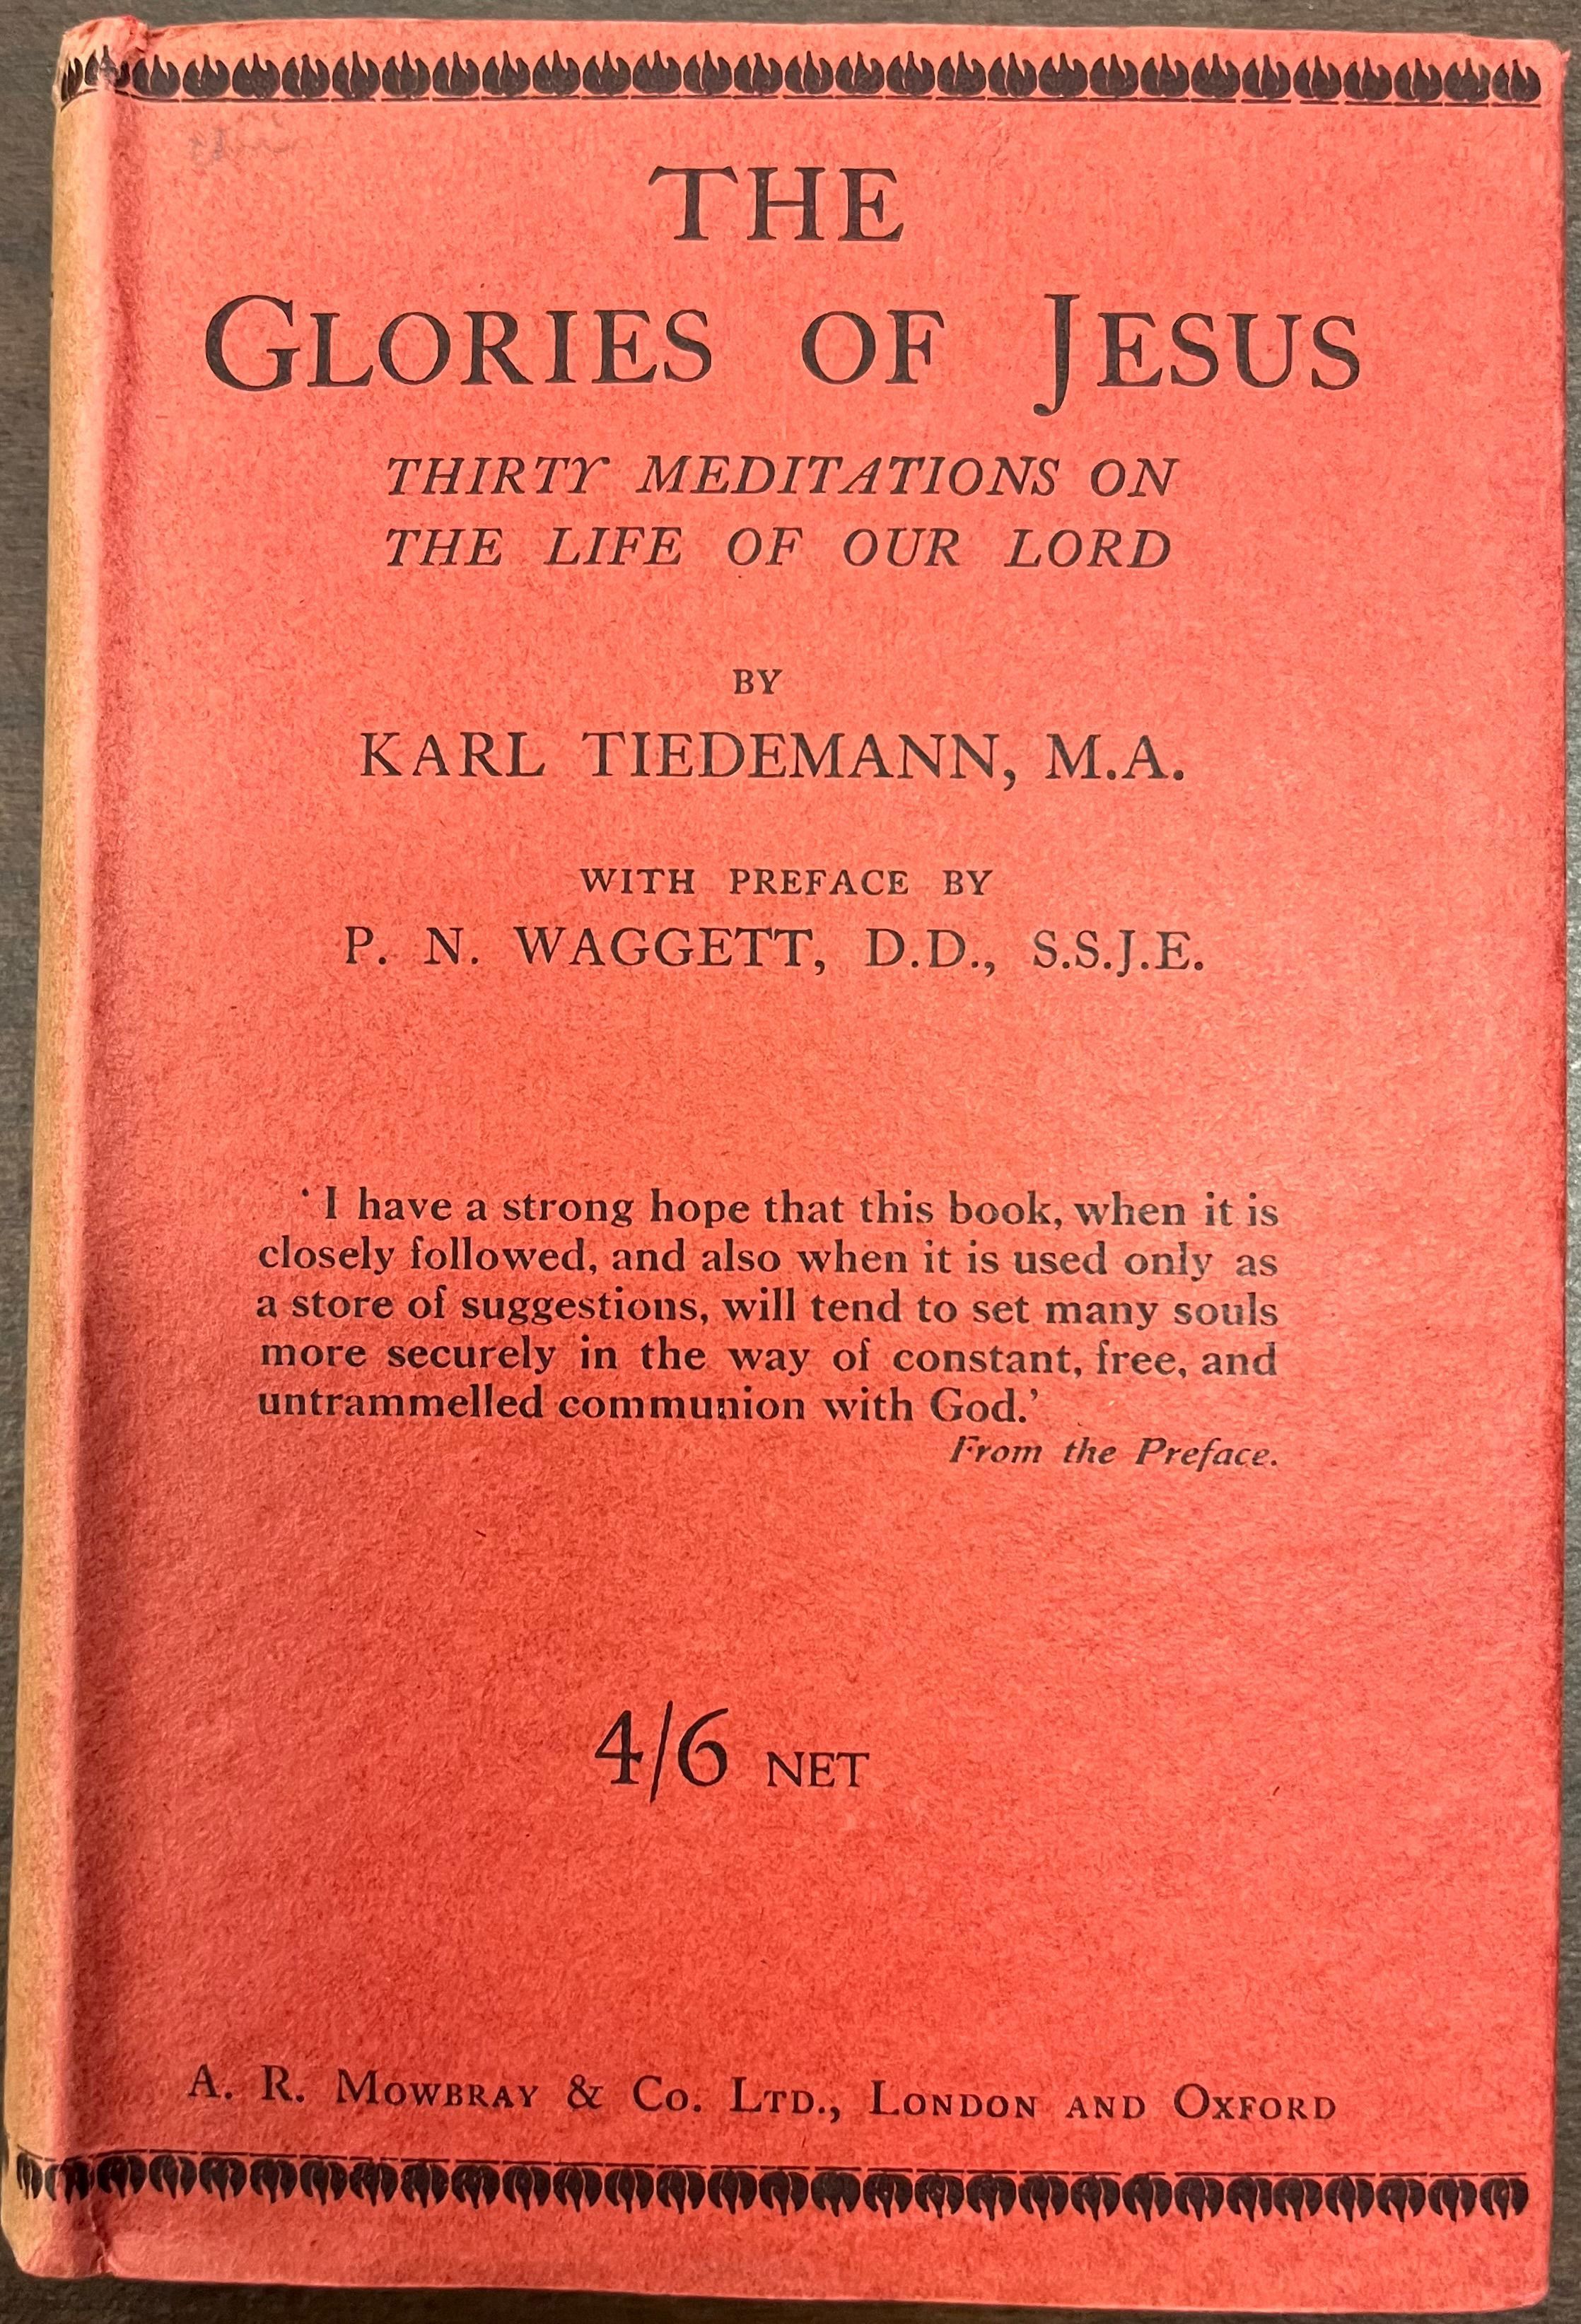 THE
GLORIES OF JESUS
THIRTY MEDITATIONS ON
THE LIFE OF OUR LORD
BY
KARL TIEDEMANN, M.A.
WITH PREFACE BY
P. N. WAGGETT, D.D., S.S.J.E.
‘I have a strong hope that this book, when it is
closely followed, and also when it is used only as
a store of suggestions, will tend to set many souls
more securely in the way of constant, free, and
untrammelled communion with God.’
From the Preface.
4/6 NET
A. R. MOWBRAY & CO. LTD., LONDON AND OXFORD